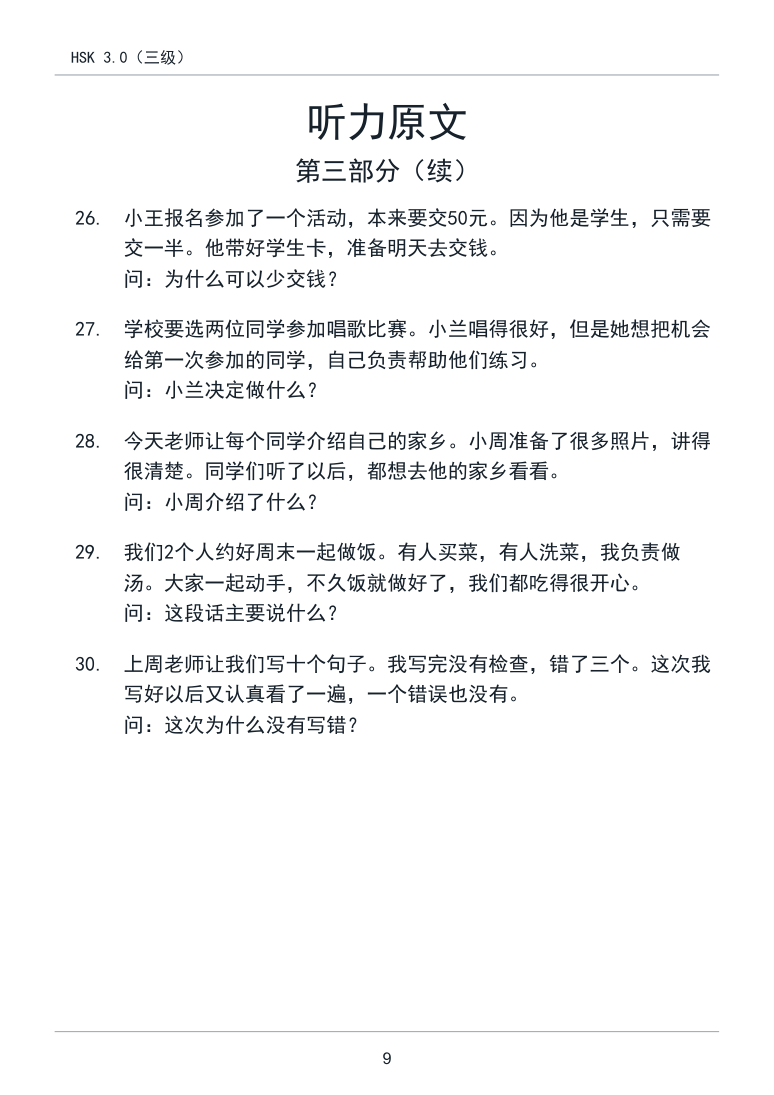 HSK 3.0（三级）
听力原文
第三部分（续）
26. 小王报名参加了一个活动，本来要交50元。因为他是学生，只需要
交一半。他带好学生卡，准备明天去交钱。
问：为什么可以少交钱？
27. 学校要选两位同学参加唱歌比赛。小兰唱得很好，但是她想把机会
给第一次参加的同学，自己负责帮助他们练习。
问：小兰决定做什么？
28. 今天老师让每个同学介绍自己的家乡。小周准备了很多照片，讲得
很清楚。同学们听了以后，都想去他的家乡看看。
问：小周介绍了什么？
29. 我们2个人约好周末一起做饭。有人买菜，有人洗菜，我负责做
汤。大家一起动手，不久饭就做好了，我们都吃得很开心。
问：这段话主要说什么？
30. 上周老师让我们写十个句子。我写完没有检查，错了三个。这次我
写好以后又认真看了一遍，一个错误也没有。
问：这次为什么没有写错？
9